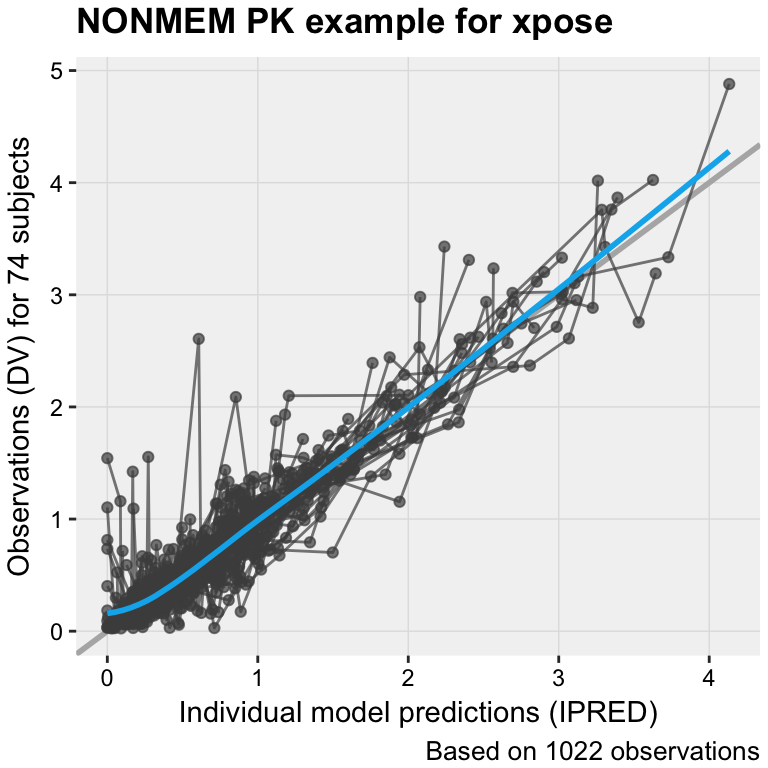 NONMEM PK example for xpose
Observations (DV) for 74 subjects
5
4
3
2
1
0
0 1 2 3 4
Individual model predictions (IPRED)
Based on 1022 observations